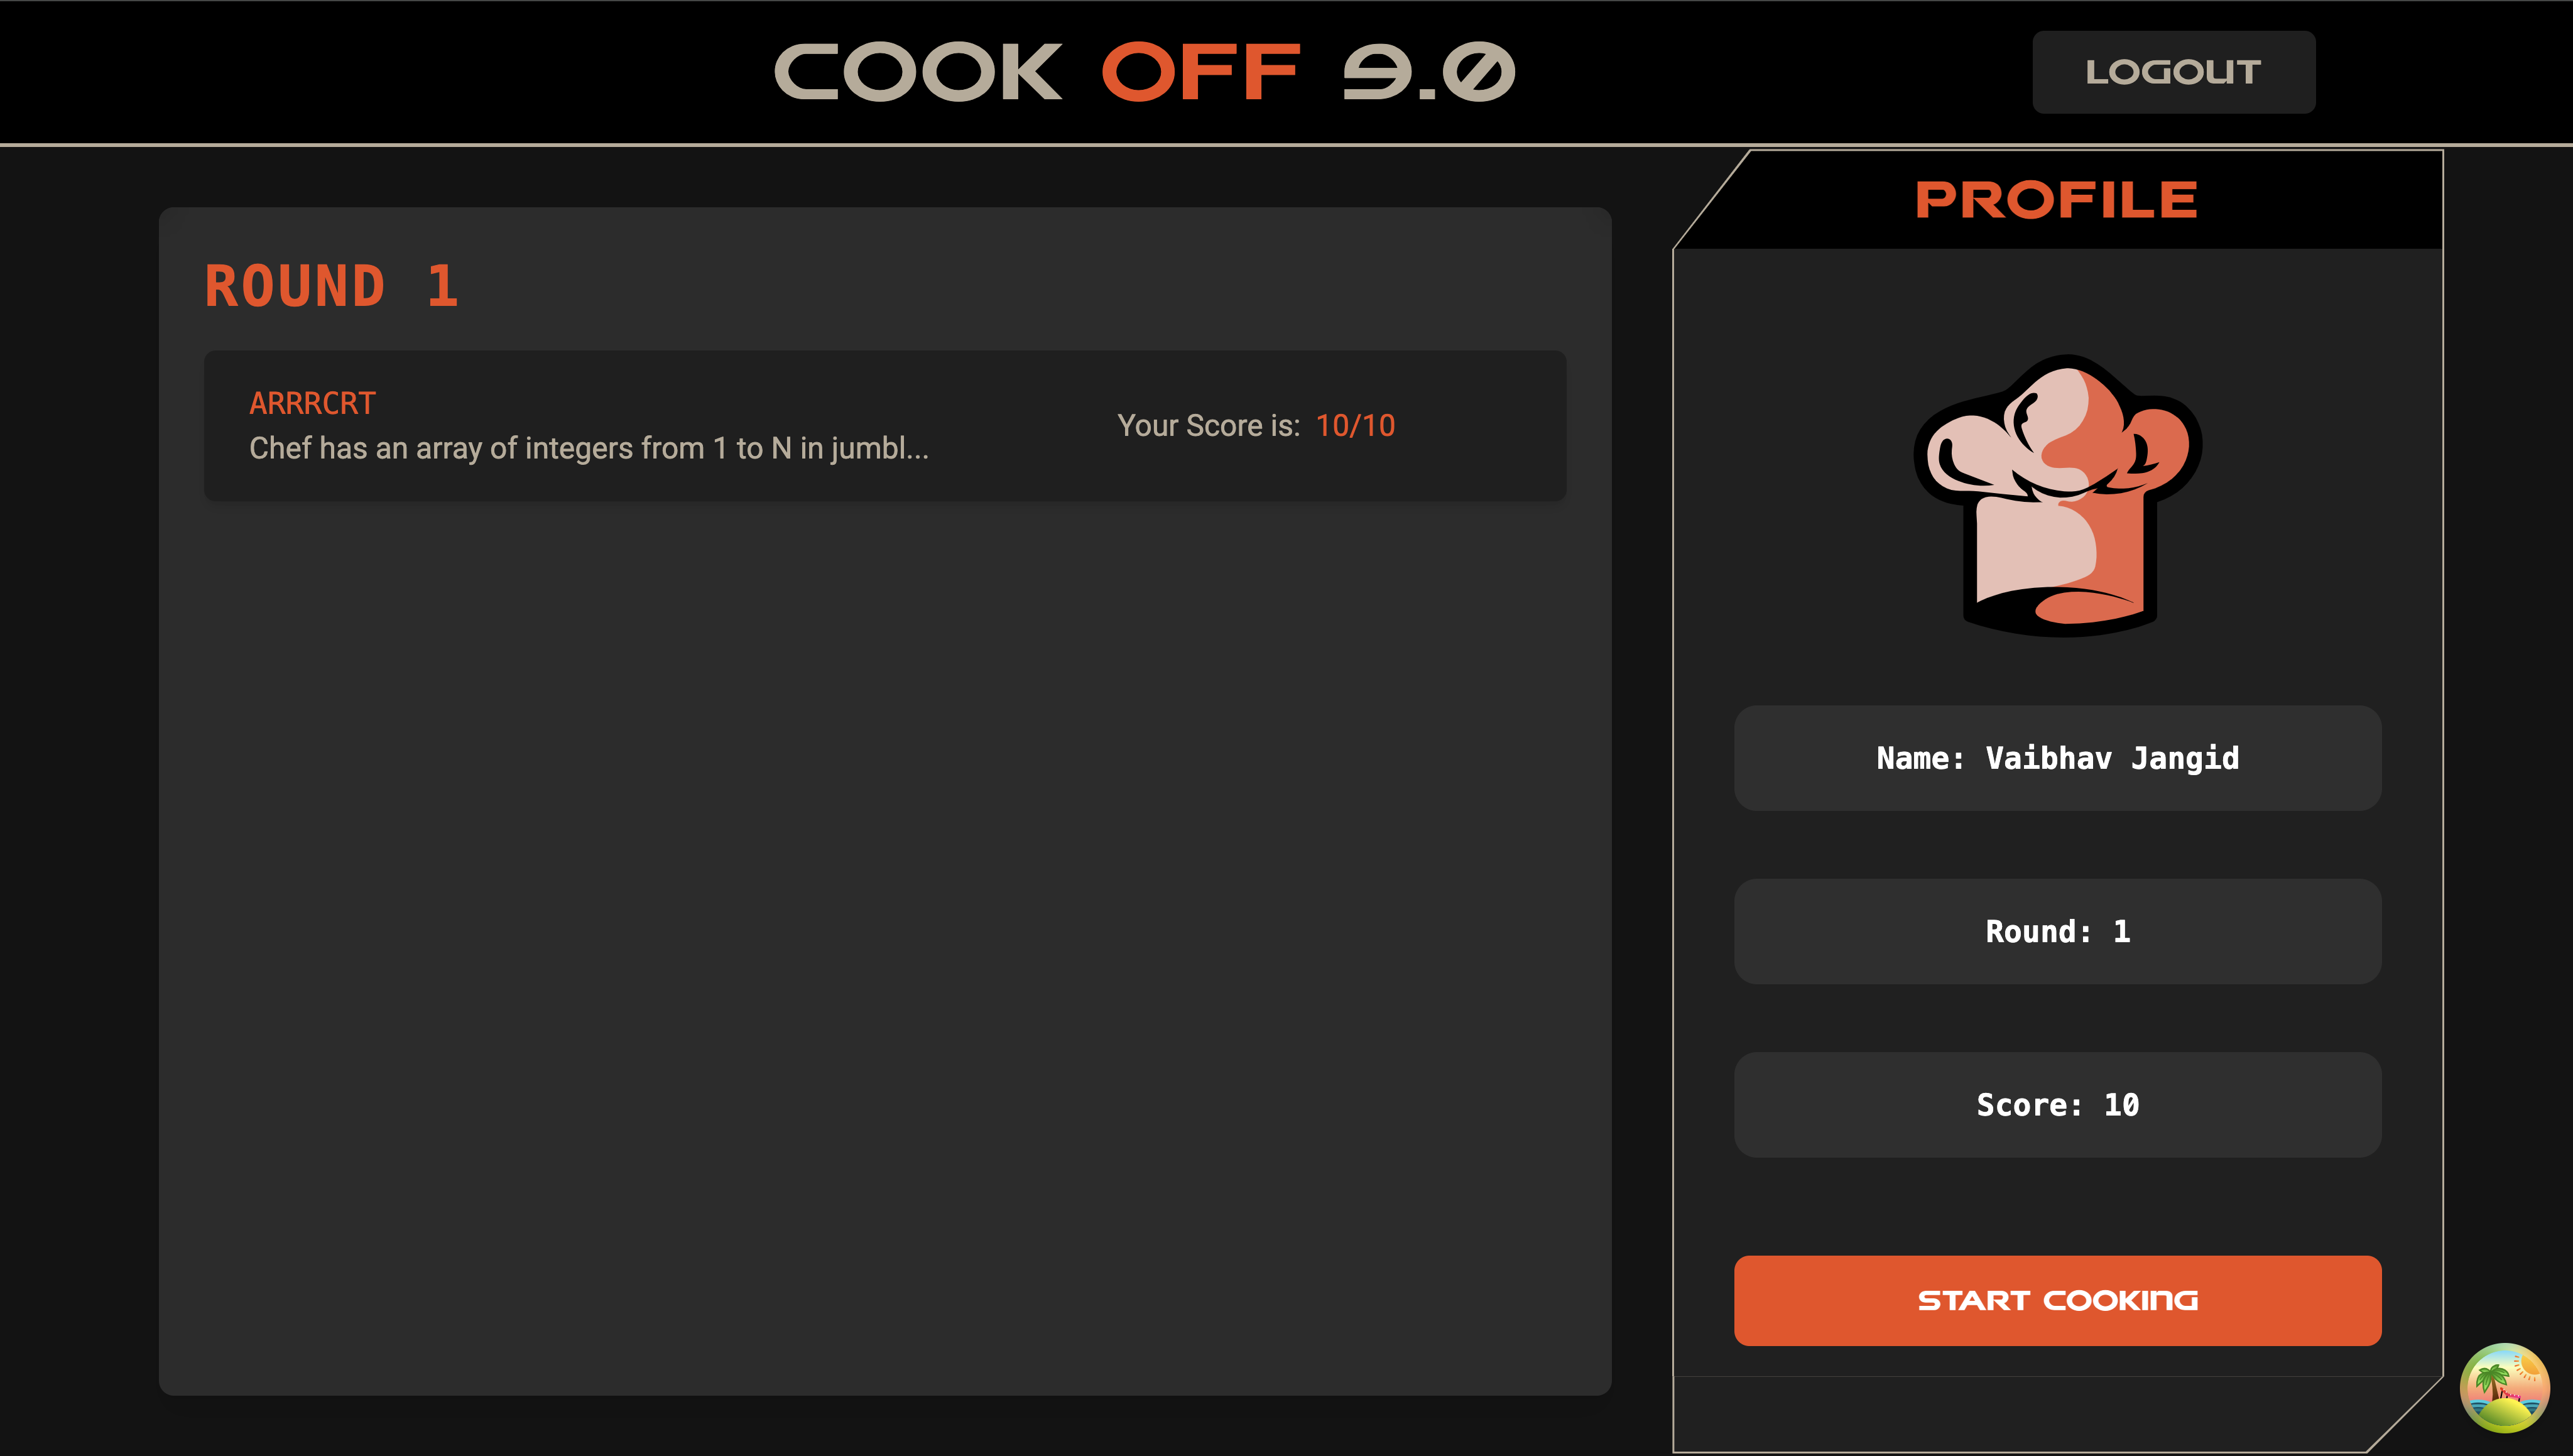 COOK OFF 9.0
LOGOUT
PROFILE
ROUND 1
ARRRCRT
Chef has an array of integers from 1 to N in jumbl...
Your Score is: 10/10
Name: Vaibhav Jangid
Round: 1
Score: 10
START COOKING